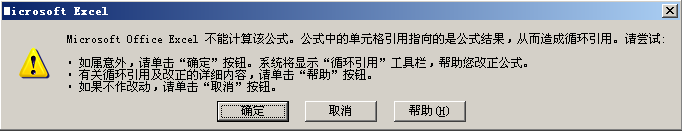 Microsoft Excel
Microsoft Office Excel 不能计算该公式。公式中的单元格引用指向的是公式结果，从而造成循环引用。请尝试:
· 如属意外，请单击“确定”按钮。系统将显示“循环引用”工具栏，帮助您改正公式。
· 有关循环引用及改正的详细内容，请单击“帮助”按钮。
· 如果不作改动，请单击“取消”按钮。
确定 取消 帮助(H)